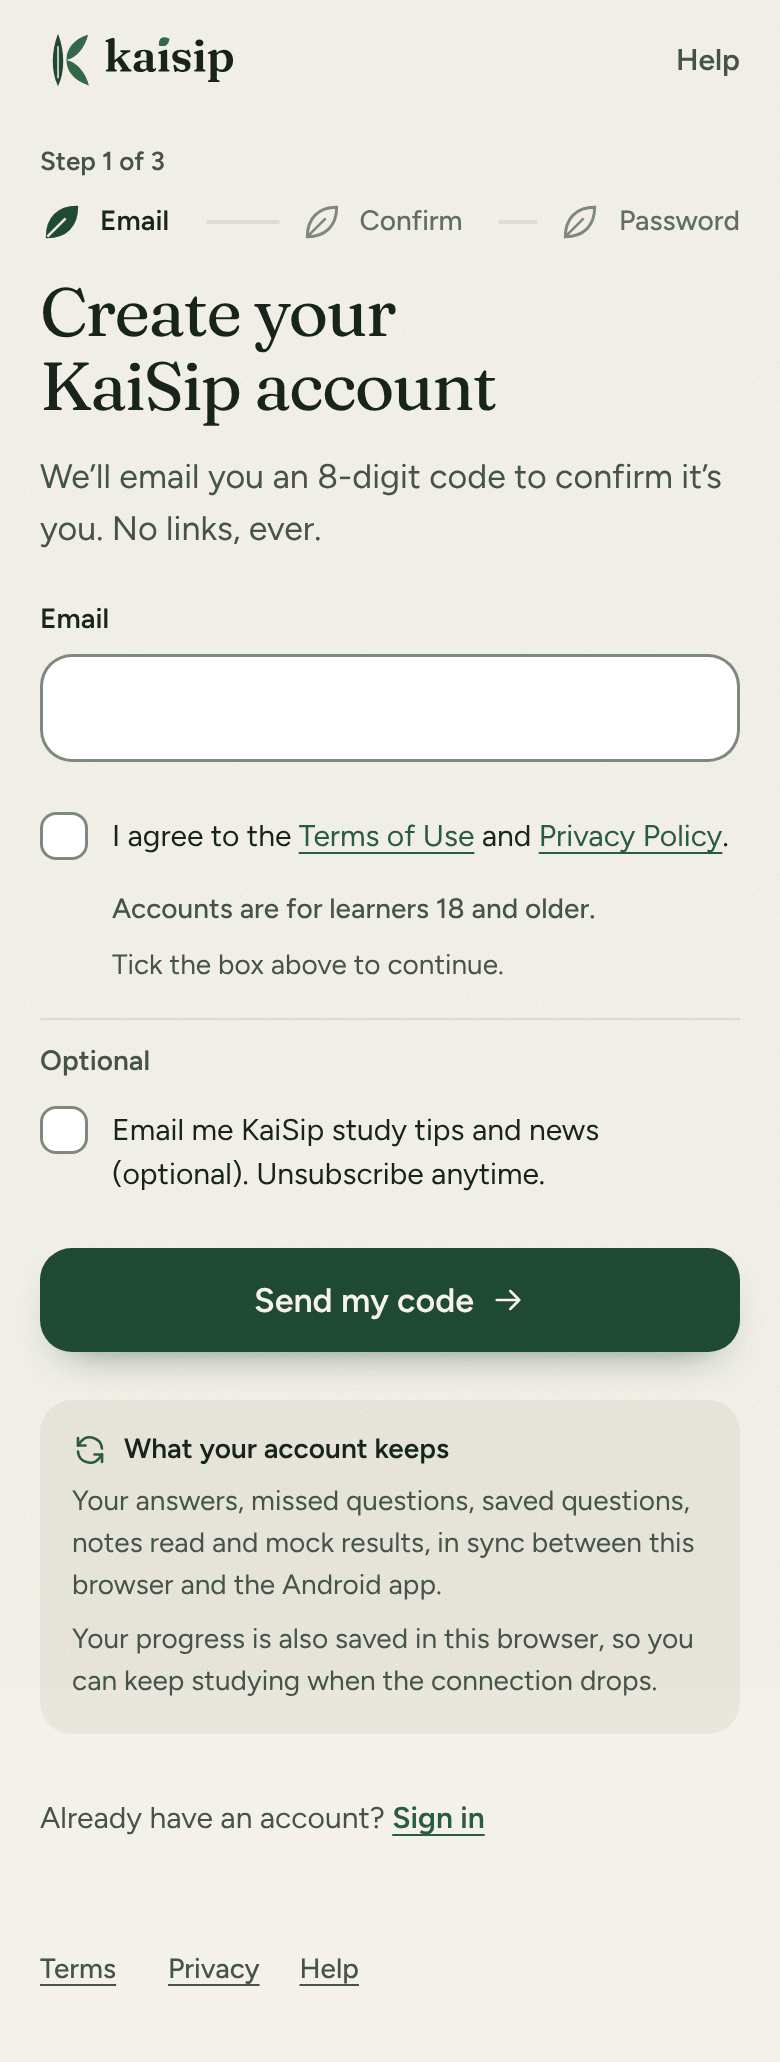 kaisip
Help
Step 1 of 3
Email
Confirm
Password
Create your
KaiSip account
We’ll email you an 8-digit code to confirm it’s
you. No links, ever.
Email
I agree to the Terms of Use and Privacy Policy.
Accounts are for learners 18 and older.
Tick the box above to continue.
Optional
Email me KaiSip study tips and news
(optional). Unsubscribe anytime.
Send my code →
What your account keeps
Your answers, missed questions, saved questions,
notes read and mock results, in sync between this
browser and the Android app.
Your progress is also saved in this browser, so you
can keep studying when the connection drops.
Already have an account? Sign in
Terms
Privacy
Help